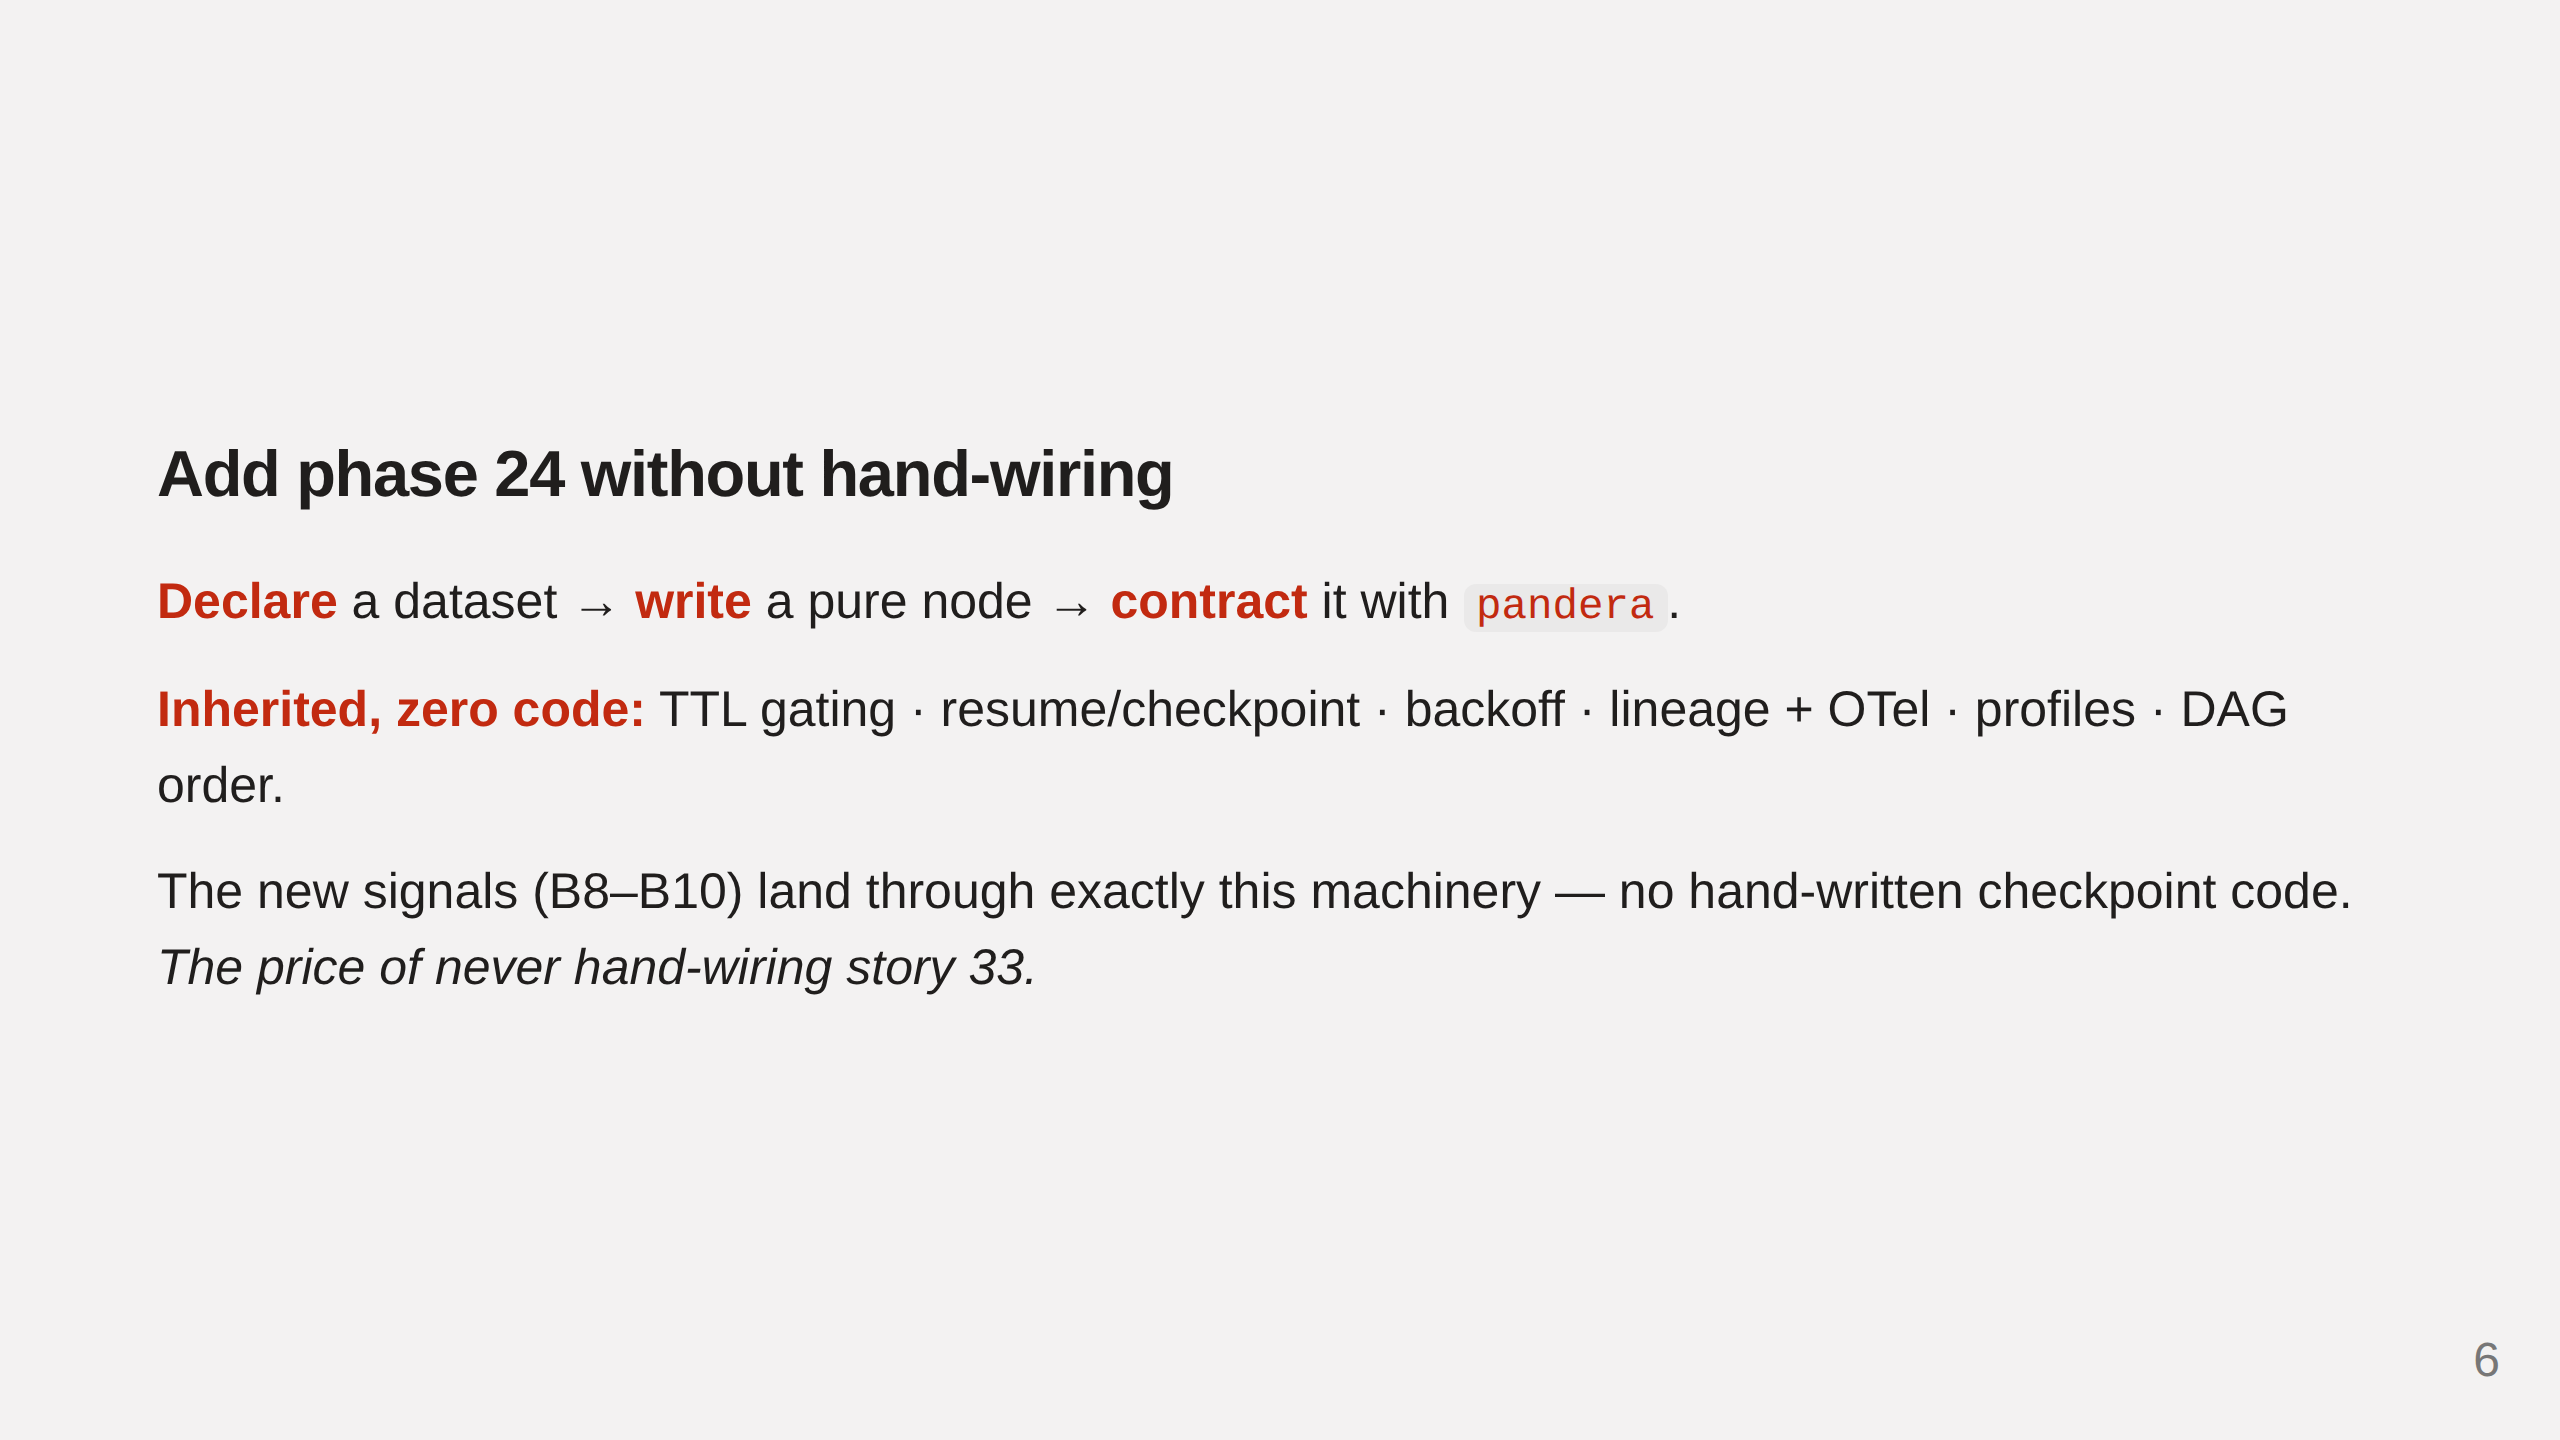 Add phase 24 without hand-wiring
Declare a dataset → write a pure node → contract it with pandera.
Inherited, zero code: TTL gating · resume/checkpoint · backoff · lineage + OTel · profiles · DAG
order.
The new signals (B8–B10) land through exactly this machinery — no hand-written checkpoint code.
The price of never hand-wiring story 33.
6